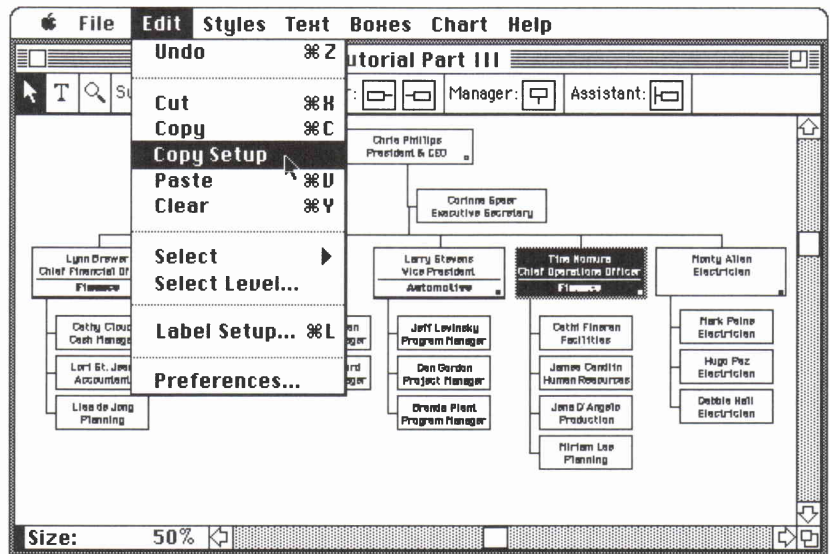 File Edit Styles Text Boxes Chart Help
utorial Part III
Undo ⌘Z
Cut ⌘X
Copy ⌘C
Copy Setup
Paste ⌘V
Clear ⌘Y
Select ▶
Select Level...
Label Setup... ⌘L
Preferences...
T Su
r: Manager: Assistant:
Chris Phillips
President & CEO
Corinne Speer
Executive Secretary
Lynn Brewer
Chief Financial Of
Finance
Cathy Clous
Cash Manage
Lori St. Jea
Accountant
Lisa de Jong
Planning
Larry Stevens
Vice President
Automotive
Jeff Levinsky
Program Manager
Dan Gordon
Project Manager
Brenda Plant
Program Manager
Tina Nomura
Chief Operations Officer
Finance
Cathi Fineran
Facilities
James Candlin
Human Resources
Jena D'Angelo
Production
Miriam Lee
Planning
Monty Allen
Electrician
Mark Paine
Electrician
Hugo Paz
Electrician
Debbie Hall
Electrician
Size: 50%